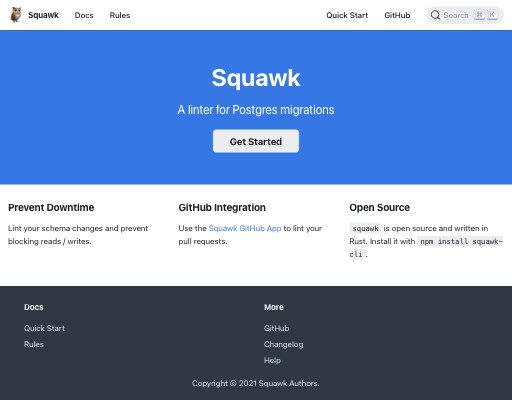 Squawk Docs Rules Quick Start GitHub Search ⌘ K
Squawk
A linter for Postgres migrations
Get Started
Prevent Downtime
Lint your schema changes and prevent
blocking reads / writes.
GitHub Integration
Use the Squawk GitHub App to lint your
pull requests.
Open Source
squawk is open source and written in
Rust. Install it with npm install squawk-
cli .
Docs
Quick Start
Rules
More
GitHub
Changelog
Help
Copyright © 2021 Squawk Authors.